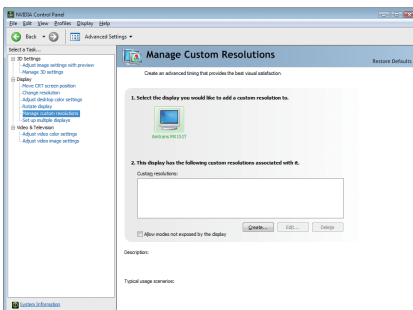 NVIDIA Control Panel
File Edit View Profiles Display Help
Back Advanced Settings
Select a Task...
3D Settings
Adjust image settings with preview
Manage 3D settings
Display
Move CRT screen position
Change resolution
Adjust desktop color settings
Rotate display
Manage custom resolutions
Set up multiple displays
Video & Television
Adjust video color settings
Adjust video image settings
System Information
Manage Custom Resolutions
Restore Defaults
Create an advanced timing that provides the best visual satisfaction
1. Select the display you would like to add a custom resolution to.
2. This display has the following custom resolutions associated with it.
Custom resolutions:
Create... Edit... Delete
Allow modes not exposed by the display
Description:
Typical usage scenarios: